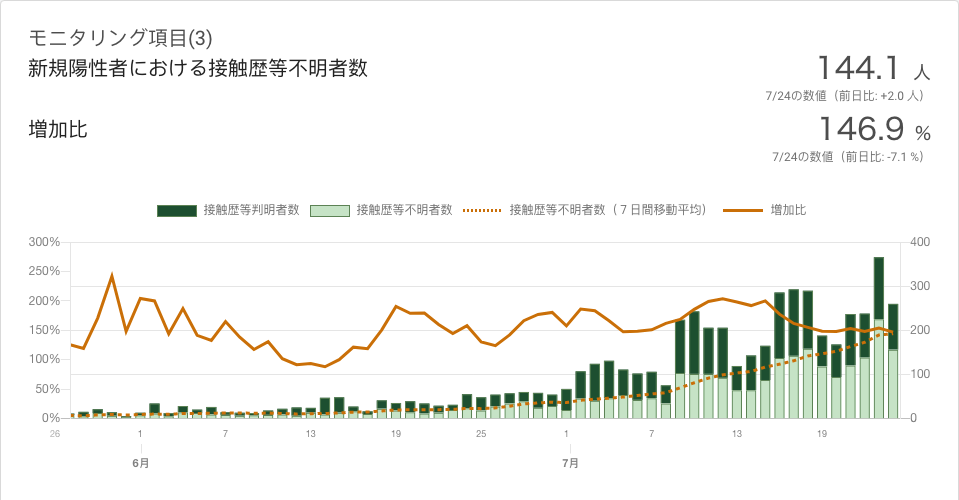 モニタリング項目(3)
新規陽性者における接触歴等不明者数
144.1 人
7/24の数値（前日比: +2.0 人）
増加比
146.9 %
7/24の数値（前日比: -7.1 %）
接触歴等判明者数 接触歴等不明者数 接触歴等不明者数（７日間移動平均） 増加比
300% 400
250%
200% 300
150% 200
100%
50% 100
0% 0
26 1 7 13 19 25 1 7 13 19
6月 7月